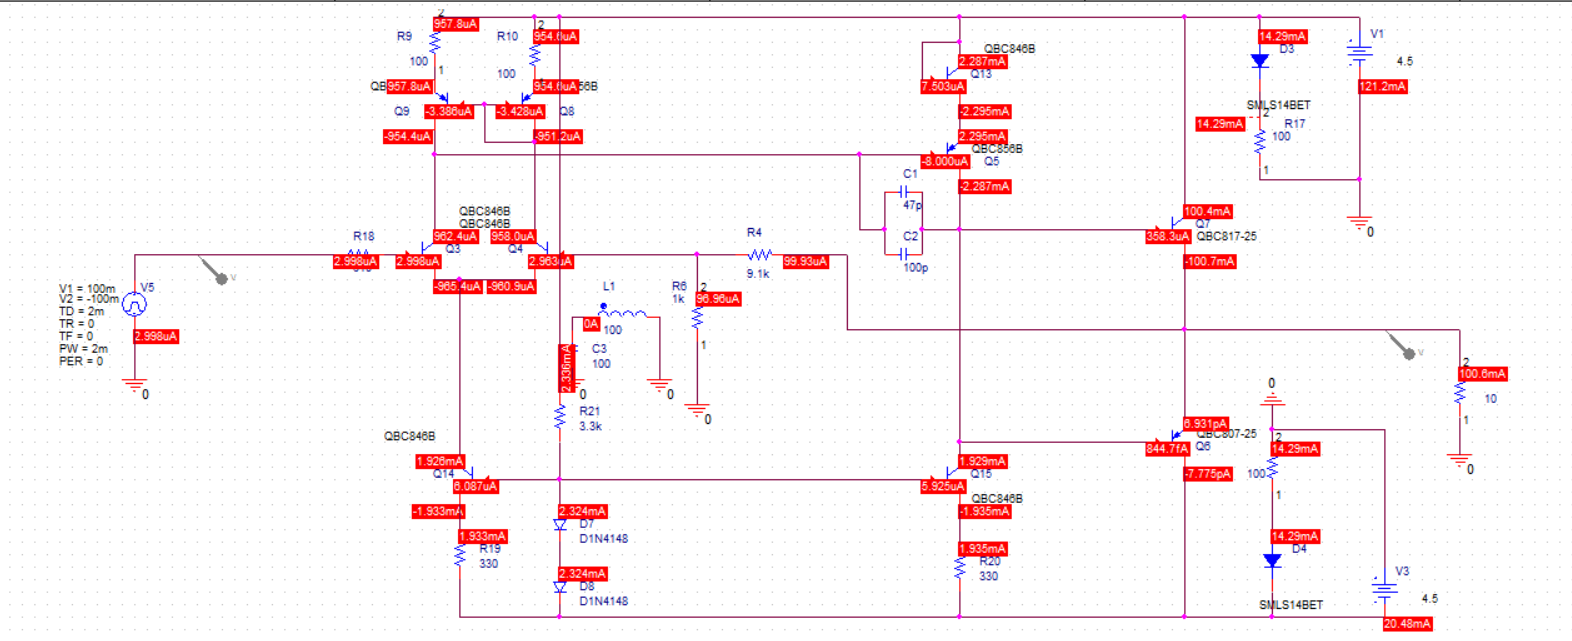 2
957.8uA
R9
100
1
2
954.6uA
R10
100
957.8uA
954.6uA
-3.386uA
-3.428uA
Q9
Q8
-954.4uA
QBC846B
2.287mA
Q13
7.503uA
-2.295mA
2.295mA
QBC856B
-8.000uA
Q5
-2.287mA
14.29mA
D3
V1
4.5
121.2mA
SMLS14BET
2
14.29mA
R17
100
1
0
C1
47p
C2
100p
QBC846B
QBC846B
962.4uA
958.0uA
Q3
Q4
R18
2.998uA
2.998uA
2.963uA
-965.4uA
-960.9uA
R4
9.1k
99.93uA
100.4mA
Q7
QBC817-25
358.3uA
-100.7mA
V1 = 100m
V2 = -100m
TD = 2m
TR = 0
TF = 0
PW = 2m
PER = 0
V5
2.998uA
0
V
L1
100
0A
C3
100
0
0
2.336mA
R21
3.3k
R6
1k
2
96.96uA
1
0
V
2
100.6mA
10
1
0
QBC846B
1.926mA
Q14
6.087uA
-1.933mA
1.933mA
R19
330
2.324mA
D7
D1N4148
2.324mA
D8
D1N4148
1.929mA
Q15
5.925uA
QBC846B
-1.935mA
1.935mA
R20
330
6.931pA
QBC807-25
844.7fA
Q6
-7.775pA
0
2
14.29mA
100
1
14.29mA
D4
SMLS14BET
V3
4.5
20.48mA